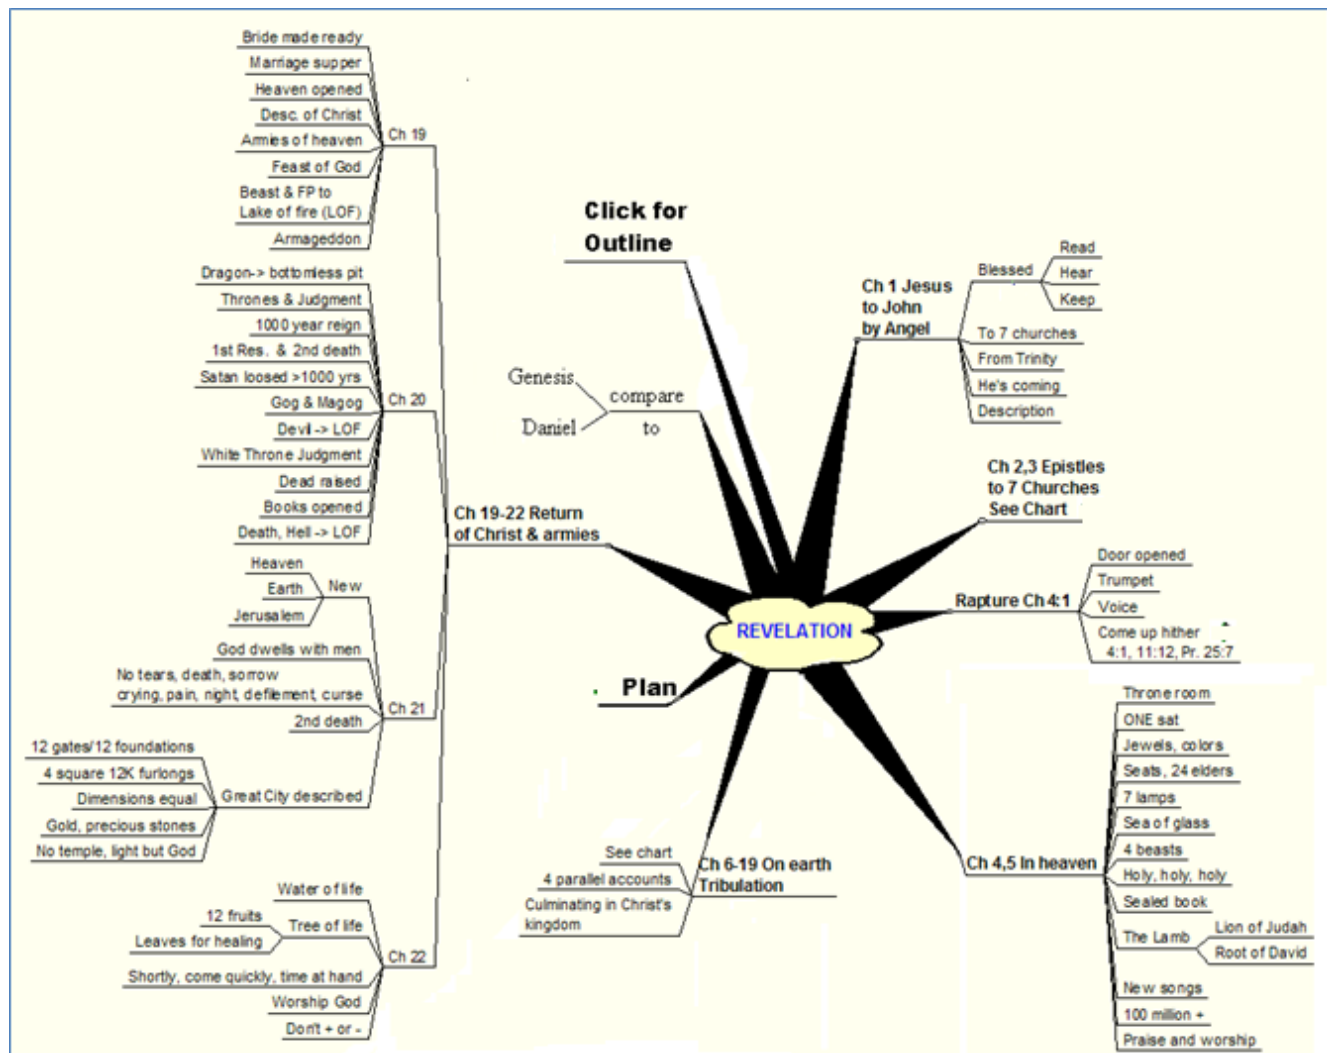 REVELATION
Click for
Outline
Ch 1 Jesus
to John
by Angel
Blessed
Read
Hear
Keep
To 7 churches
From Trinity
He's coming
Description
Ch 2,3 Epistles
to 7 Churches
See Chart
Rapture Ch 4:1
Door opened
Trumpet
Voice
Come up hither
4:1, 11:12, Pr. 25:7
Ch 4,5 In heaven
Throne room
ONE sat
Jewels, colors
Seats, 24 elders
7 lamps
Sea of glass
4 beasts
Holy, holy, holy
Sealed book
The Lamb
Lion of Judah
Root of David
New songs
100 million +
Praise and worship
Ch 6-19 On earth
Tribulation
See chart
4 parallel accounts
Culminating in Christ's
kingdom
Plan
Ch 19-22 Return
of Christ & armies
Ch 19
Bride made ready
Marriage supper
Heaven opened
Desc. of Christ
Armies of heaven
Feast of God
Beast & FP to
Lake of fire (LOF)
Armageddon
Ch 20
Dragon-> bottomless pit
Thrones & Judgment
1000 year reign
1st Res. & 2nd death
Satan loosed >1000 yrs
Gog & Magog
Devil -> LOF
White Throne Judgment
Dead raised
Books opened
Death, Hell -> LOF
Ch 21
New
Heaven
Earth
Jerusalem
God dwells with men
No tears, death, sorrow
crying, pain, night, defilement, curse
2nd death
Great City described
12 gates/12 foundations
4 square 12K furlongs
Dimensions equal
Gold, precious stones
No temple, light but God
Ch 22
Water of life
Tree of life
12 fruits
Leaves for healing
Shortly, come quickly, time at hand
Worship God
Don't + or -
compare
to
Genesis
Daniel